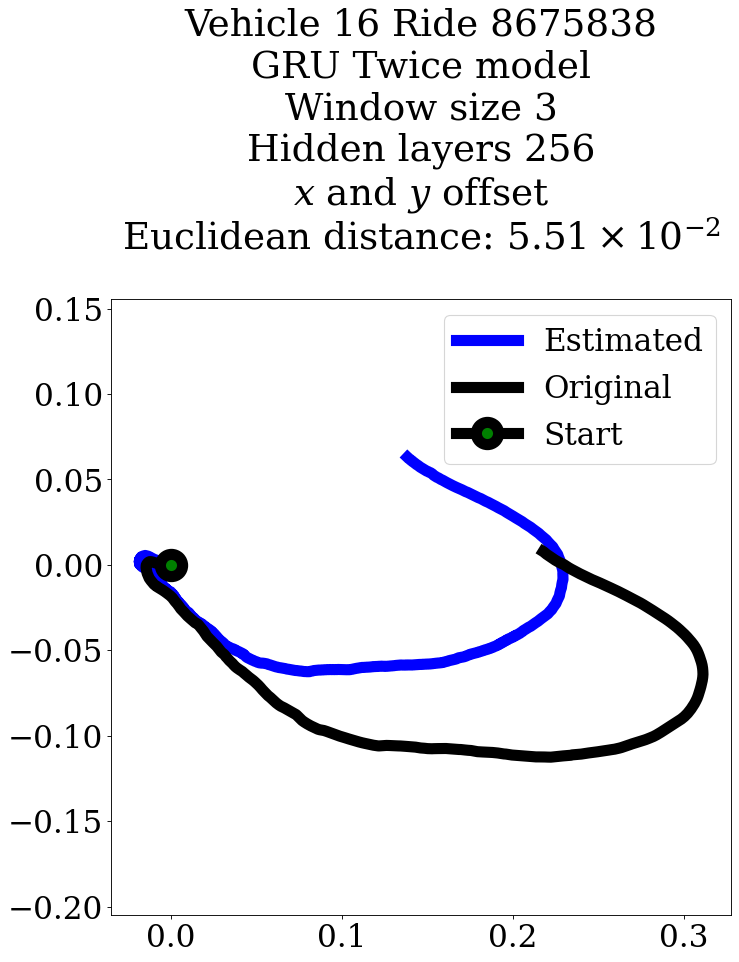 Vehicle 16 Ride 8675838
GRU Twice model
Window size 3
Hidden layers 256
x and y offset
Euclidean distance: 5.51 × 10⁻²
0.15
0.10
0.05
0.00
−0.05
−0.10
−0.15
−0.20
Estimated
Original
Start
0.0 0.1 0.2 0.3